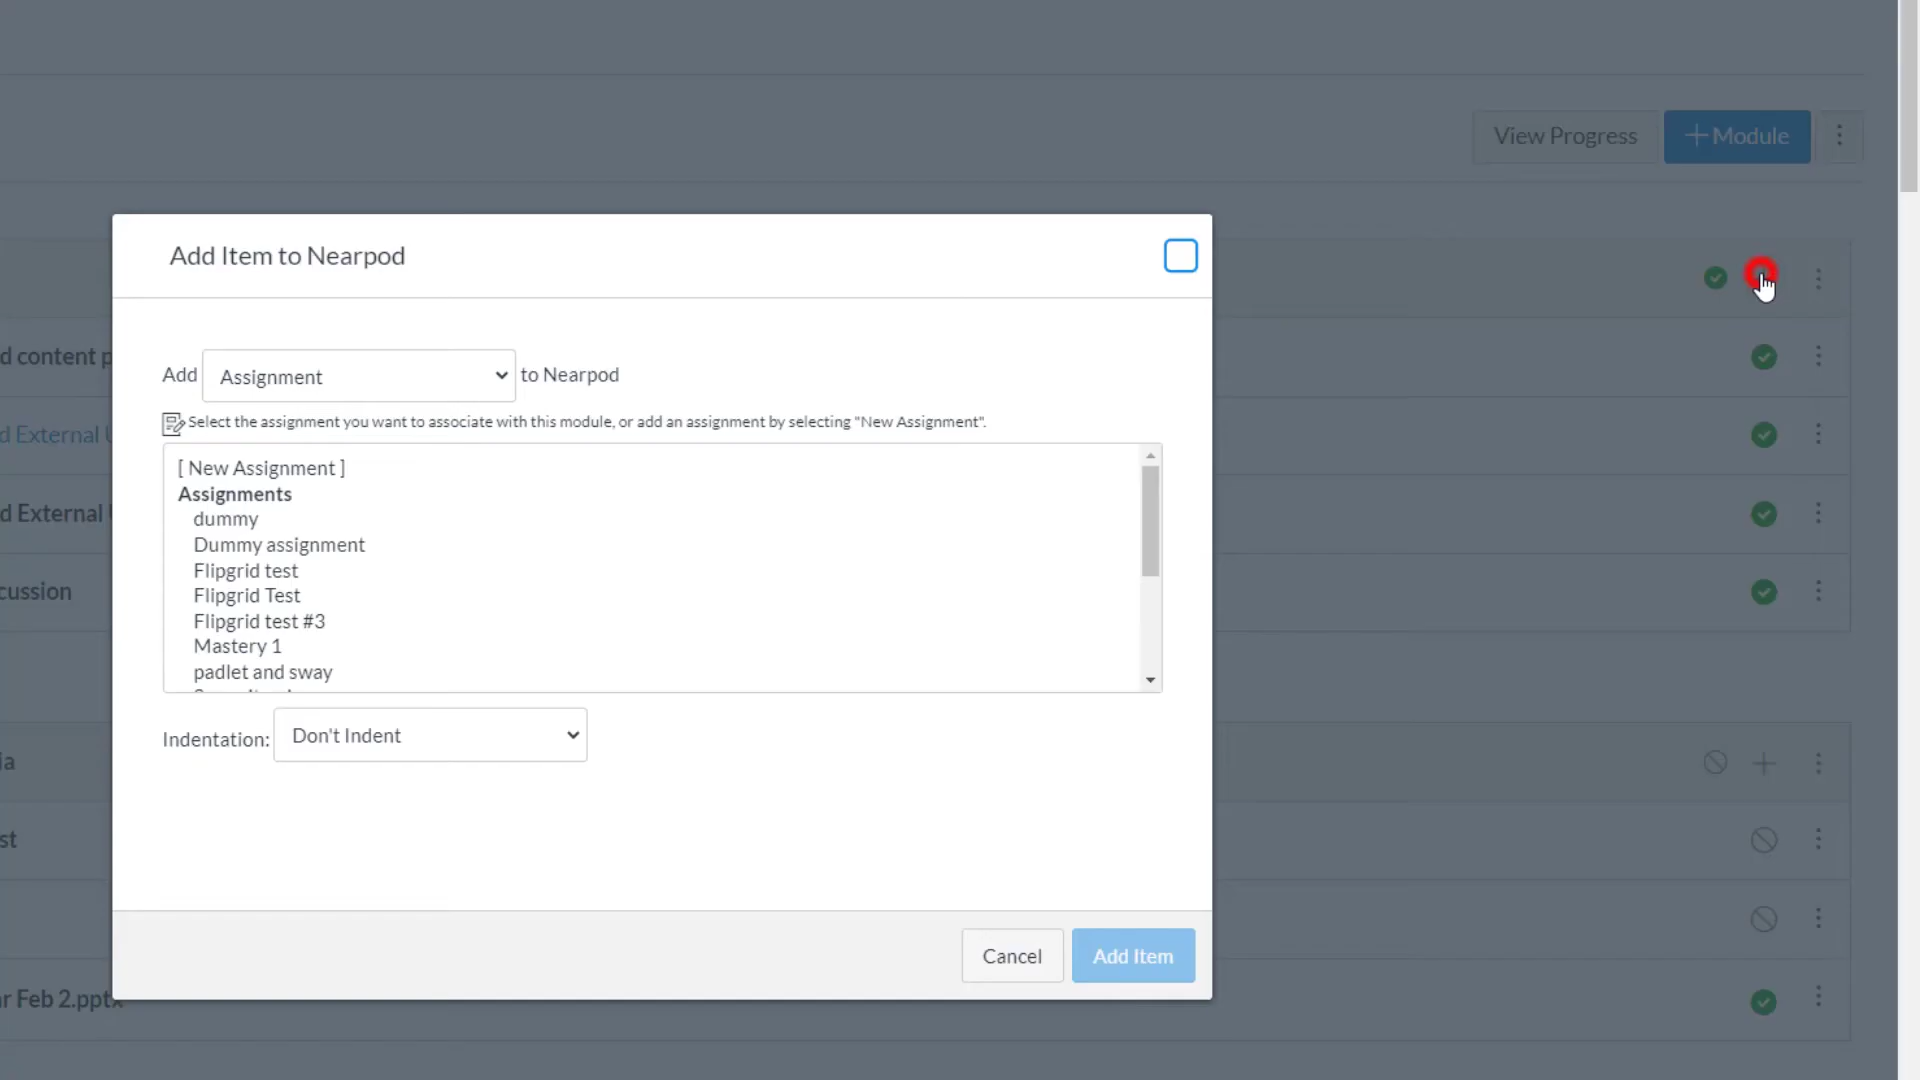 View Progress
Module
Add Item to Nearpod
Add Assignment to Nearpod
d content p
Select the assignment you want to associate with this module, or add an assignment by selecting "New Assignment".
d External U
[ New Assignment ]
Assignments
d External
dummy
Dummy assignment
Flipgrid test
cussion
Flipgrid Test
Flipgrid test #3
Mastery 1
padlet and sway
Indentation: Don't Indent
ia
st
Cancel
Add Item
r Feb 2.pptx